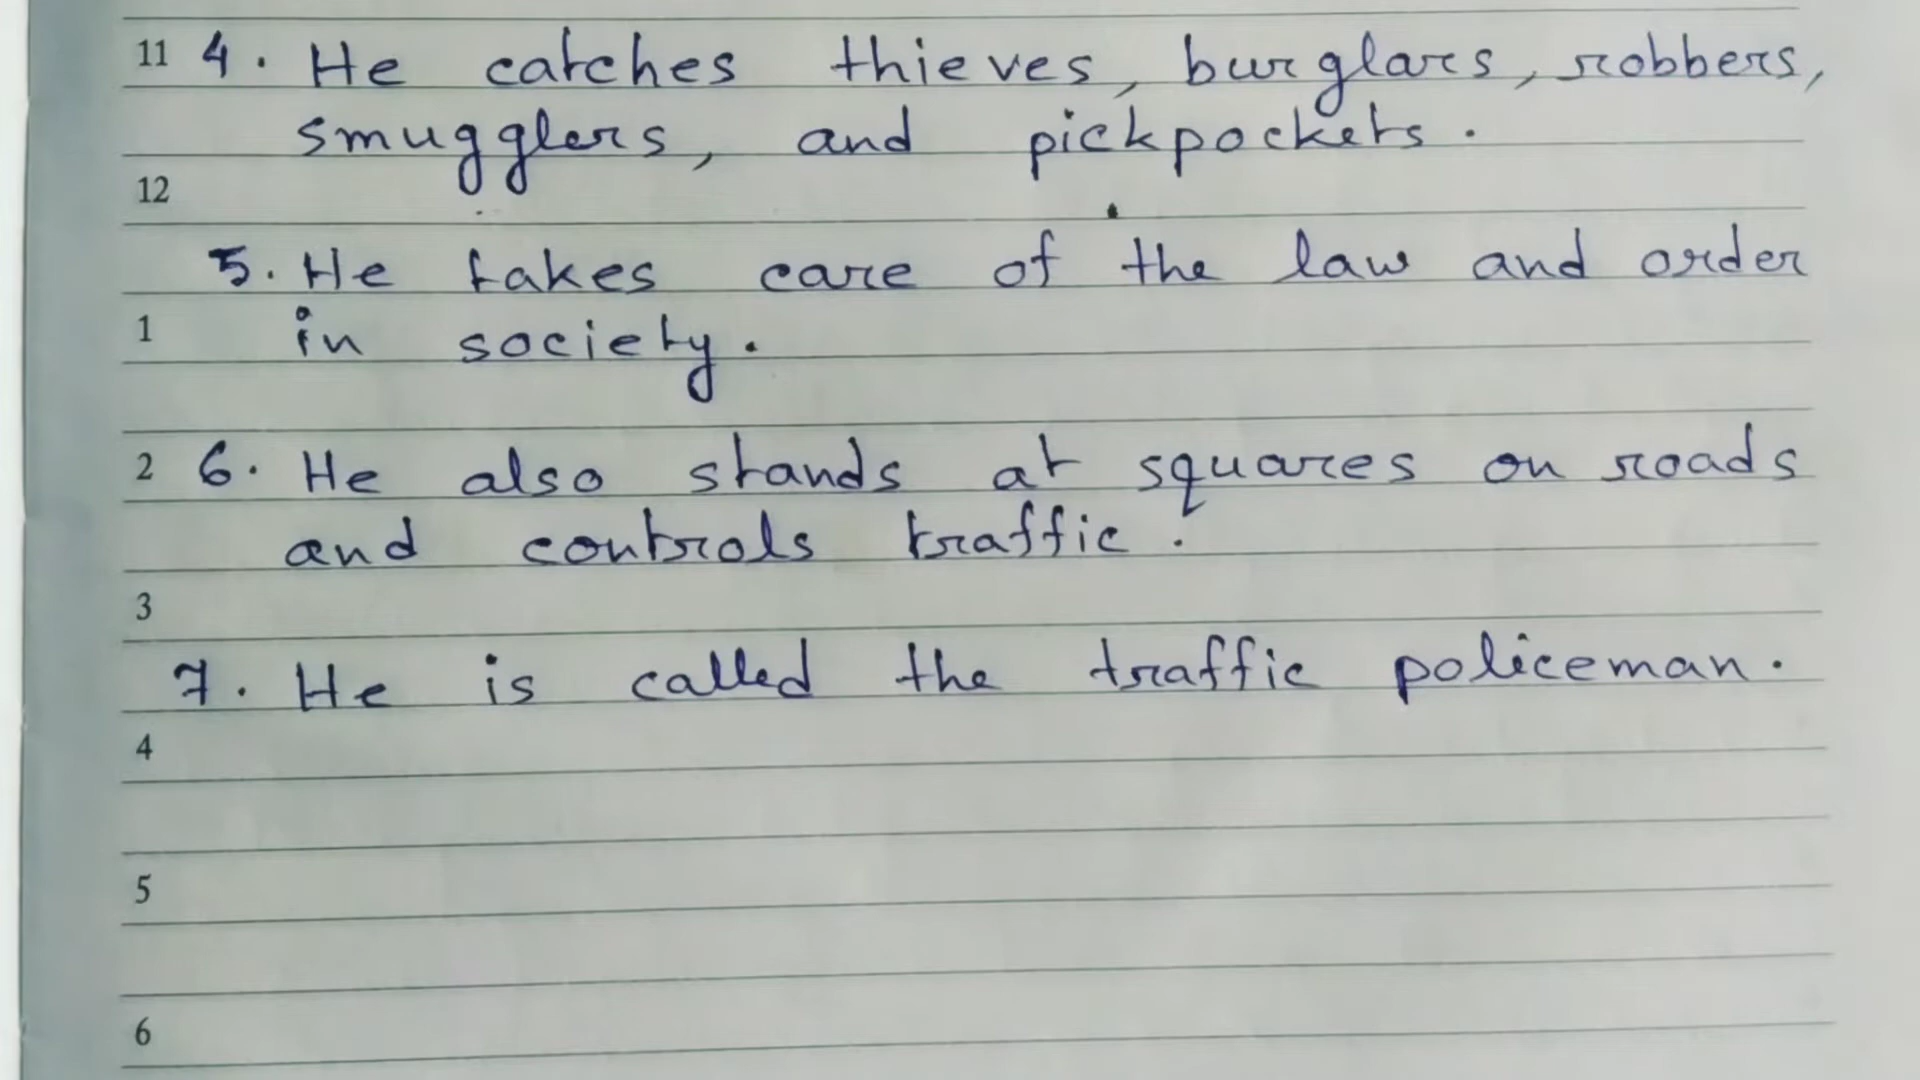 11 4. He catches thieves, burglars, robbers,
smugglers, and pickpockets.
12
5. He takes care of the law and order
1 in society.
2 6. He also stands at squares on roads
and controls traffic.
3
7. He is called the traffic policeman.
4
5
6